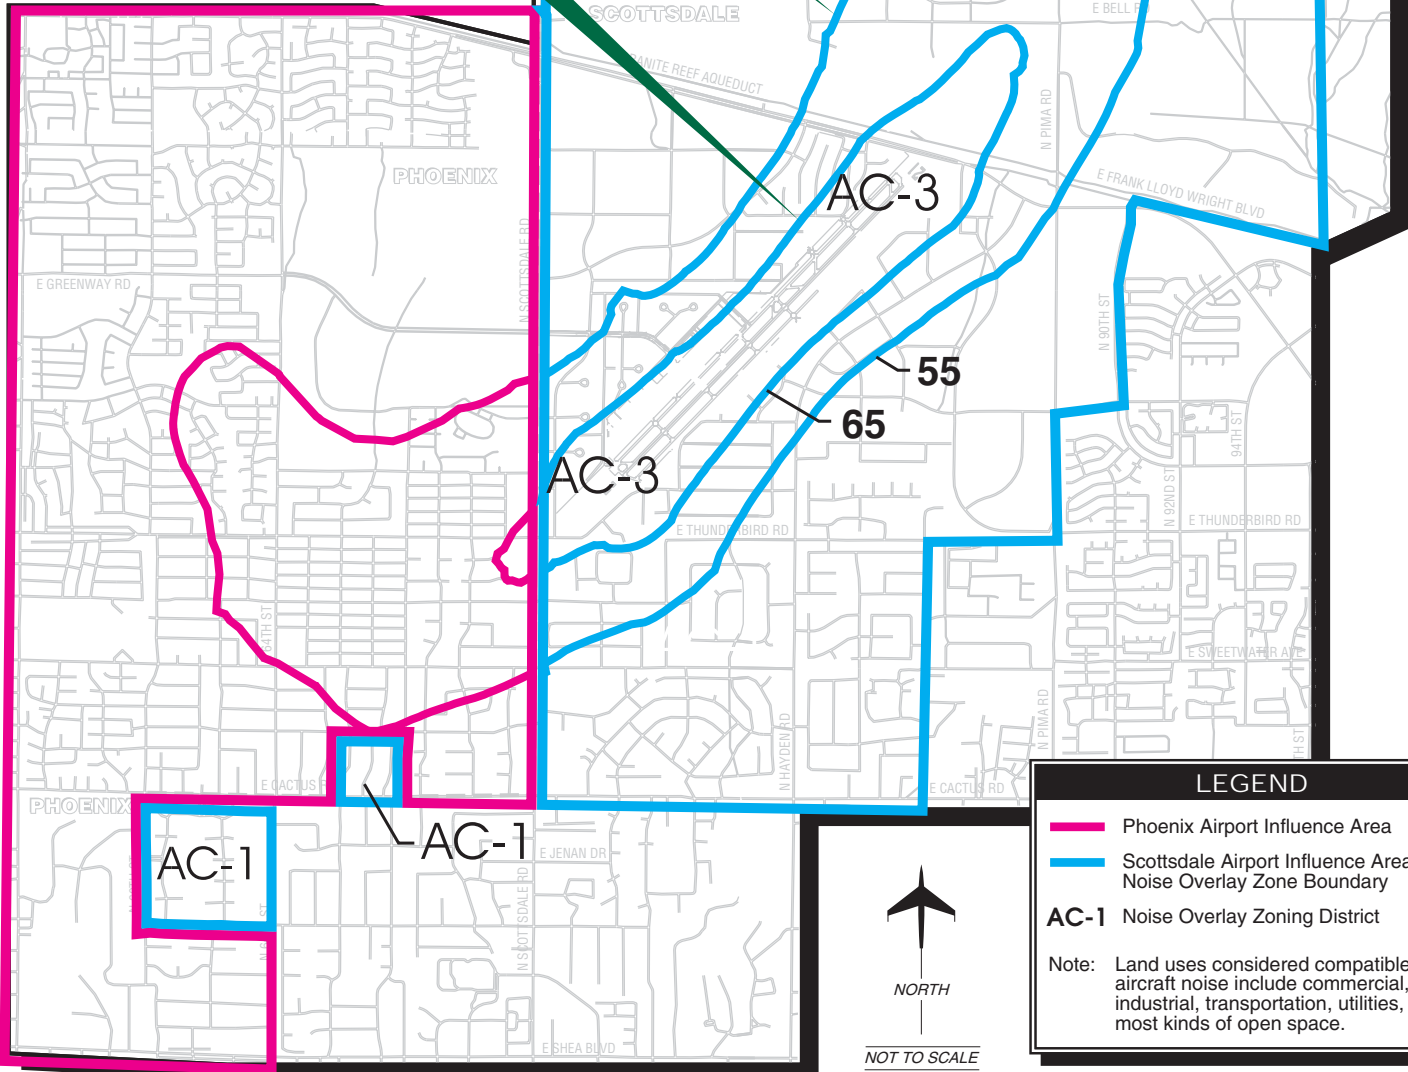 SCOTTSDALE
E BELL R
GRANITE REEF AQUEDUCT
N PIMA RD
PHOENIX
AC-3
E FRANK LLOYD WRIGHT BLVD
N SCOTTSDALE RD
E GREENWAY RD
N 90TH ST
55
65
94TH ST
AC-3
N 92ND ST
E THUNDERBIRD RD
E THUNDERBIRD RD
64TH ST
E SWEETWATER AVE
N PIMA RD
N HAYDEN RD
TH ST
E CACTUS
E CACTUS RD
PHOENIX
AC-1
AC-1
E JENAN DR
N SCOTTSDALE RD
ST
E SHEA BLVD
NORTH
NOT TO SCALE
LEGEND
Phoenix Airport Influence Area
Scottsdale Airport Influence Area
Noise Overlay Zone Boundary
AC-1 Noise Overlay Zoning District
Note: Land uses considered compatible
aircraft noise include commercial,
industrial, transportation, utilities,
most kinds of open space.